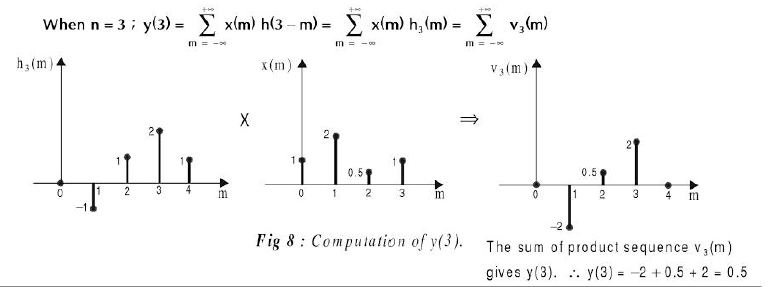 When n = 3 ; y(3) = +∞ ∑ m = −∞ x(m) h(3 – m) = +∞ ∑ m = −∞ x(m) h₃(m) = +∞ ∑ m = −∞ v₃(m)
h₃(m)
2
1
1
0 1 2 3 4 m
−1
X
x(m)
2
1
0.5
1
0 1 2 3 m
⇒
v₃(m)
2
0.5
0 1 2 3 4 m
−2
Fig 8 : Computation of y(3).
The sum of product sequence v₃(m)
gives y(3). ∴ y(3) = −2 + 0.5 + 2 = 0.5